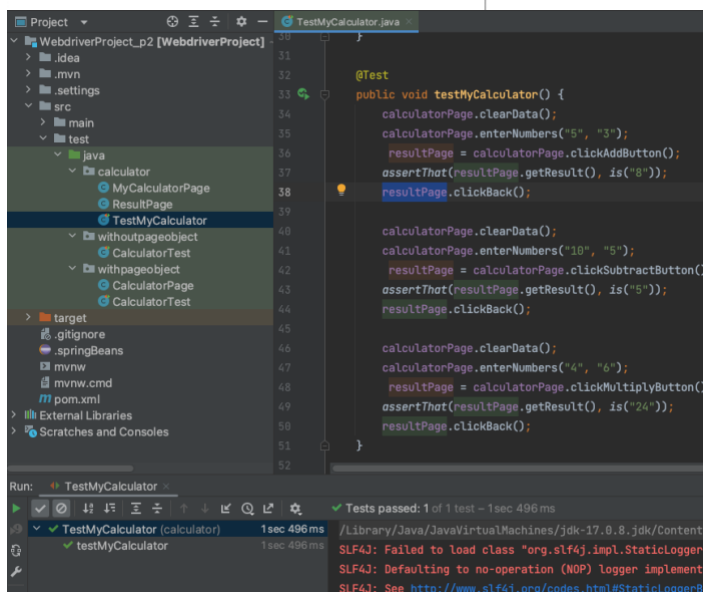 Project
TestMyCalculator.java
WebdriverProject_p2 [WebdriverProject]
.idea
.mvn
.settings
src
main
test
java
calculator
MyCalculatorPage
ResultPage
TestMyCalculator
withoutpageobject
CalculatorTest
withpageobject
CalculatorPage
CalculatorTest
target
.gitignore
.springBeans
mvnw
mvnw.cmd
pom.xml
External Libraries
Scratches and Consoles
30 }
31
32 @Test
33 public void testMyCalculator() {
34 calculatorPage.clearData();
35 calculatorPage.enterNumbers("5", "3");
36 resultPage = calculatorPage.clickAddButton();
37 assertThat(resultPage.getResult(), is("8"));
38 resultPage.clickBack();
39
40 calculatorPage.clearData();
41 calculatorPage.enterNumbers("10", "5");
42 resultPage = calculatorPage.clickSubtractButton()
43 assertThat(resultPage.getResult(), is("5"));
44 resultPage.clickBack();
45
46 calculatorPage.clearData();
47 calculatorPage.enterNumbers("4", "6");
48 resultPage = calculatorPage.clickMultiplyButton()
49 assertThat(resultPage.getResult(), is("24"));
50 resultPage.clickBack();
51 }
52
Run: TestMyCalculator
Tests passed: 1 of 1 test – 1 sec 496 ms
TestMyCalculator (calculator) 1 sec 496 ms
testMyCalculator 1 sec 496 ms
/Library/Java/JavaVirtualMachines/jdk-17.0.8.jdk/Content
SLF4J: Failed to load class "org.slf4j.impl.StaticLogger
SLF4J: Defaulting to no-operation (NOP) logger implement
SLF4J: See http://www.slf4j.org/codes.html#StaticLoggerB